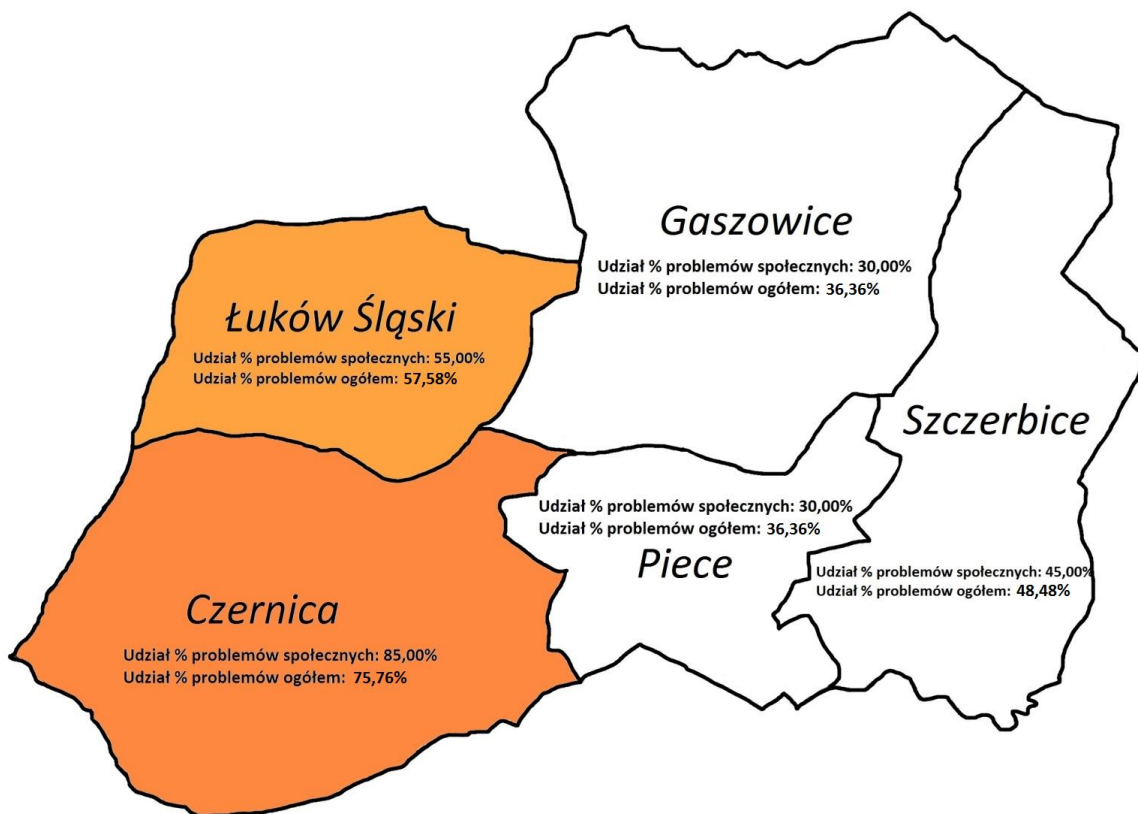 Gaszowice
Udział % problemów społecznych: 30,00%
Udział % problemów ogółem: 36,36%
Łuków Śląski
Udział % problemów społecznych: 55,00%
Udział % problemów ogółem: 57,58%
Szczerbice
Udział % problemów społecznych: 45,00%
Udział % problemów ogółem: 48,48%
Udział % problemów społecznych: 30,00%
Udział % problemów ogółem: 36,36%
Piece
Czernica
Udział % problemów społecznych: 85,00%
Udział % problemów ogółem: 75,76%